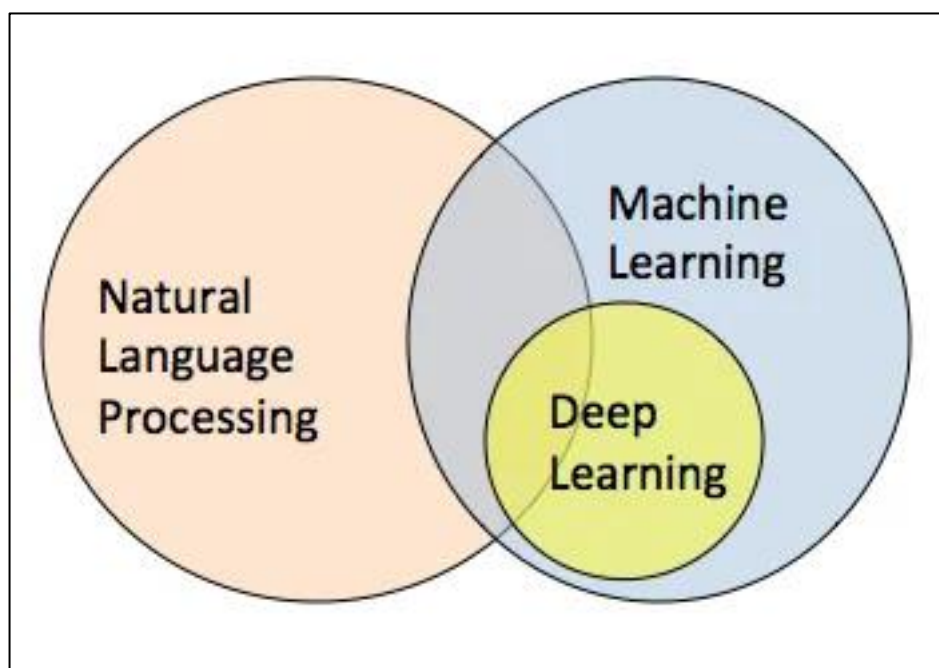 Natural
Language
Processing
Machine
Learning
Deep
Learning